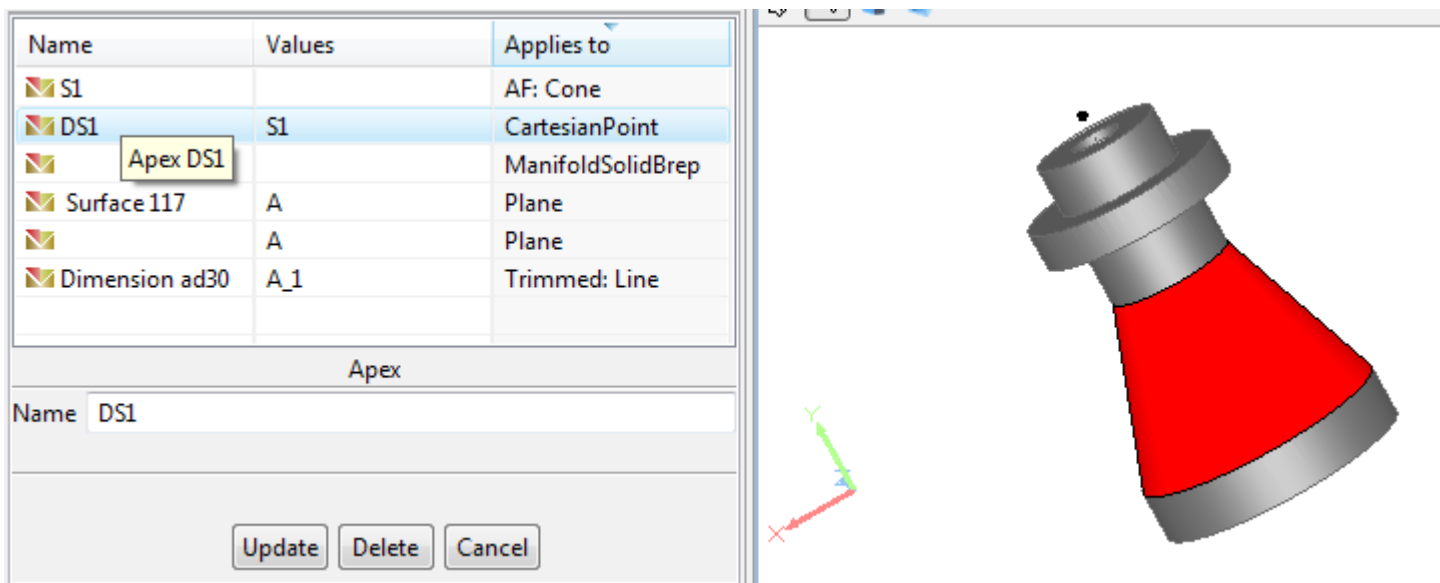 Name Values Applies to
S1 AF: Cone
DS1 S1 CartesianPoint
Apex DS1
ManifoldSolidBrep
Surface 117 A Plane
A Plane
Dimension ad30 A_1 Trimmed: Line
Apex
Name DS1
Update Delete Cancel
Y
Z
X